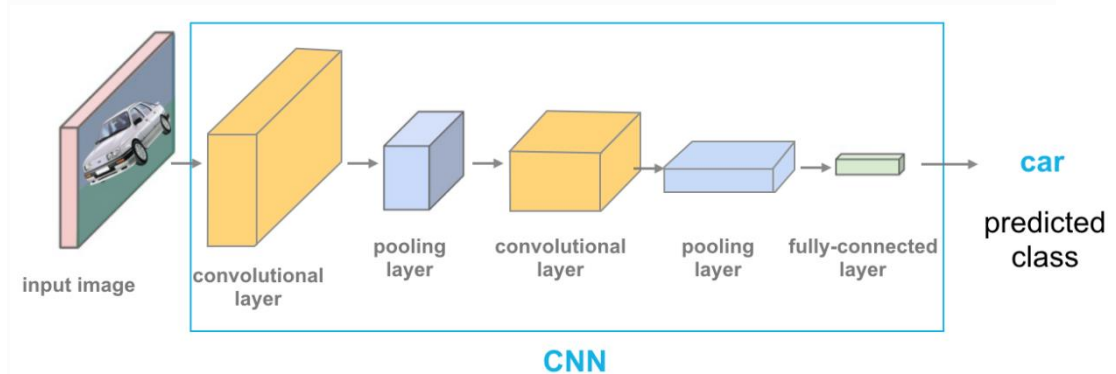 input image
convolutional
layer
pooling
layer
convolutional
layer
pooling
layer
fully-connected
layer
car
predicted
class
CNN